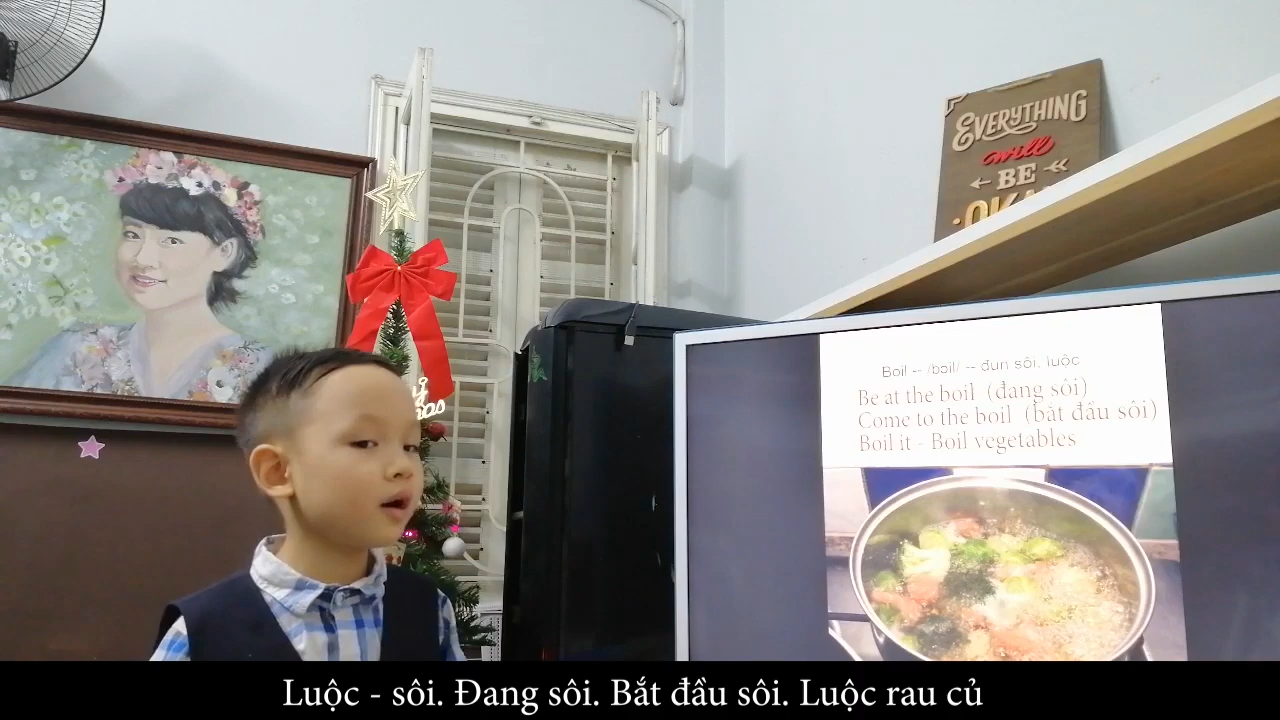 EVERYTHING
will
BE
Boil -- /bɔil/ -- đun sôi, luộc
Be at the boil (đang sôi)
Come to the boil (bắt đầu sôi)
Boil it - Boil vegetables
Luộc - sôi. Đang sôi. Bắt đầu sôi. Luộc rau củ